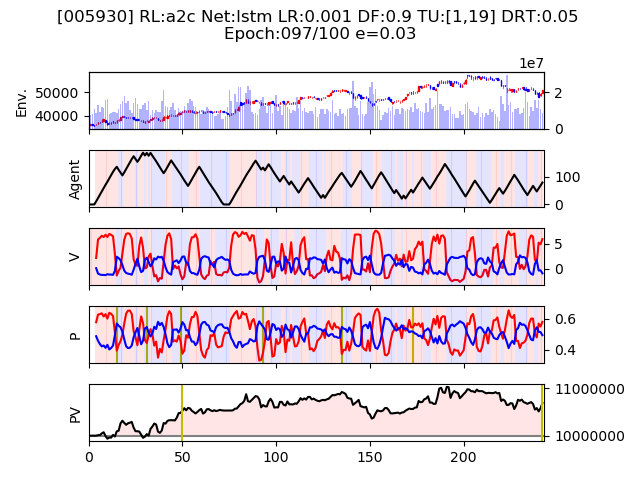 [005930] RL:a2c Net:lstm LR:0.001 DF:0.9 TU:[1,19] DRT:0.05
Epoch:097/100 e=0.03
1e7
Env.
50000
40000
2
0
Agent
100
0
V
5
0
P
0.6
0.4
PV
11000000
10000000
0 50 100 150 200